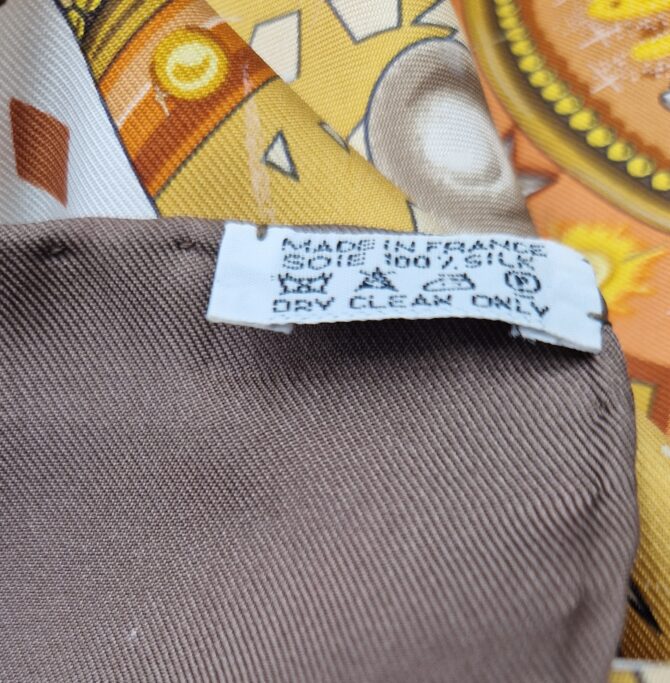 MADE IN FRANCE
SOIE 100% SILK
P
DRY CLEAN ONLY